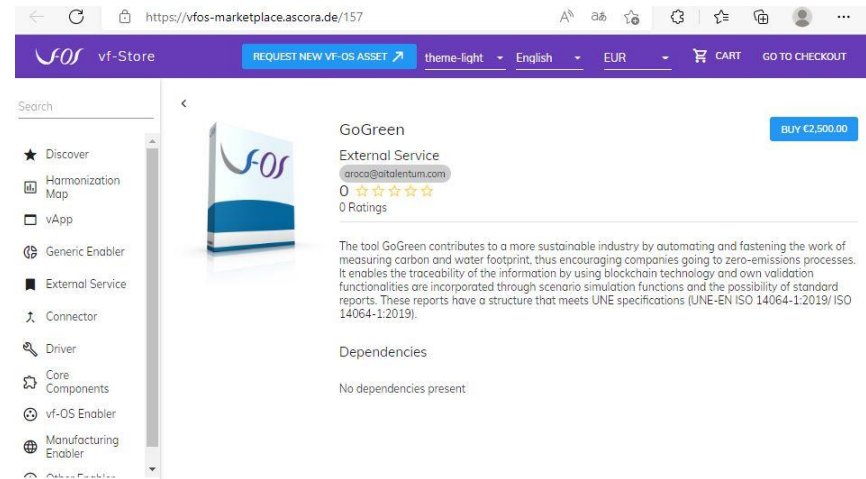 https://vfos-marketplace.ascora.de/157
vf-OS vf-Store
REQUEST NEW VF-OS ASSET theme-light English EUR CART GO TO CHECKOUT
Search
Discover
Harmonization
Map
vApp
Generic Enabler
External Service
Connector
Driver
Core
Components
vf-OS Enabler
Manufacturing
Enabler
Other Enabler
vf-OS
GoGreen
BUY €2,500.00
External Service
aroca@aitalentum.com
0
0 Ratings
The tool GoGreen contributes to a more sustainable industry by automating and fastening the work of
measuring carbon and water footprint, thus encouraging companies going to zero-emissions processes.
It enables the traceability of the information by using blockchain technology and own validation
functionalities are incorporated through scenario simulation functions and the possibility of standard
reports. These reports have a structure that meets UNE specifications (UNE-EN ISO 14064-1:2019/ ISO
14064-1:2019).
Dependencies
No dependencies present